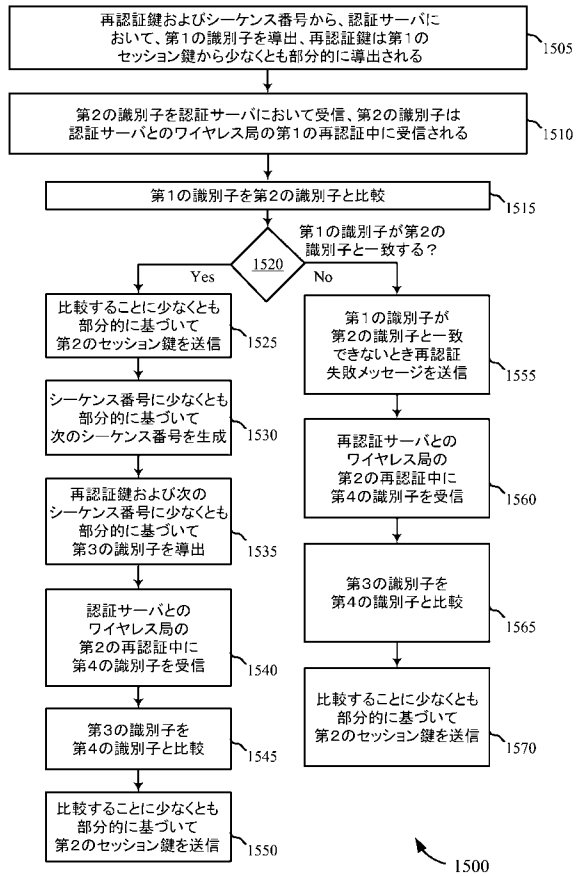 再認証鍵およびシーケンス番号から、認証サーバに
おいて、第1の識別子を導出、再認証鍵は第1の
セッション鍵から少なくとも部分的に導出される
1505
第2の識別子を認証サーバにおいて受信、第2の識別子は
認証サーバとのワイヤレス局の第1の再認証中に受信される
1510
第1の識別子を第2の識別子と比較
1515
第1の識別子が第2の
識別子と一致する?
1520
Yes
No
比較することに少なくとも
部分的に基づいて
第2のセッション鍵を送信
1525
シーケンス番号に少なくとも
部分的に基づいて
次のシーケンス番号を生成
1530
再認証鍵および次の
シーケンス番号に少なくとも
部分的に基づいて
第3の識別子を導出
1535
認証サーバとの
ワイヤレス局の
第2の再認証中に
第4の識別子を受信
1540
第3の識別子を
第4の識別子と比較
1545
比較することに少なくとも
部分的に基づいて
第2のセッション鍵を送信
1550
第1の識別子が
第2の識別子と一致
できないとき再認証
失敗メッセージを送信
1555
再認証サーバとの
ワイヤレス局の
第2の再認証中に
第4の識別子を受信
1560
第3の識別子を
第4の識別子と比較
1565
比較することに少なくとも
部分的に基づいて
第2のセッション鍵を送信
1570
1500